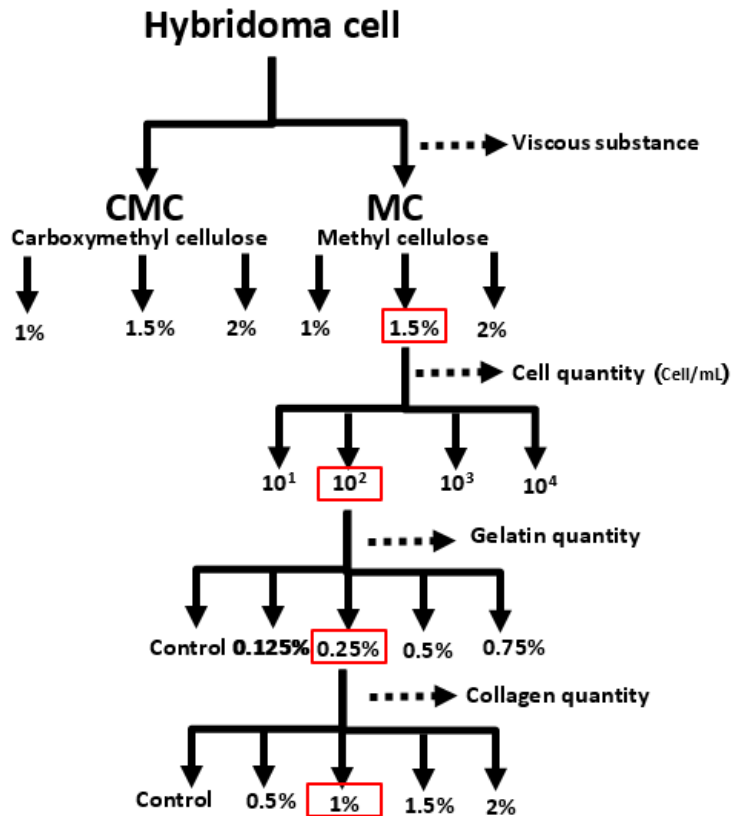 Hybridoma cell
Viscous substance
CMC MC
Carboxymethyl cellulose Methyl cellulose
1% 1.5% 2% 1% 1.5% 2%
Cell quantity (Cell/mL)
10¹ 10² 10³ 10⁴
Gelatin quantity
Control 0.125% 0.25% 0.5% 0.75%
Collagen quantity
Control 0.5% 1% 1.5% 2%